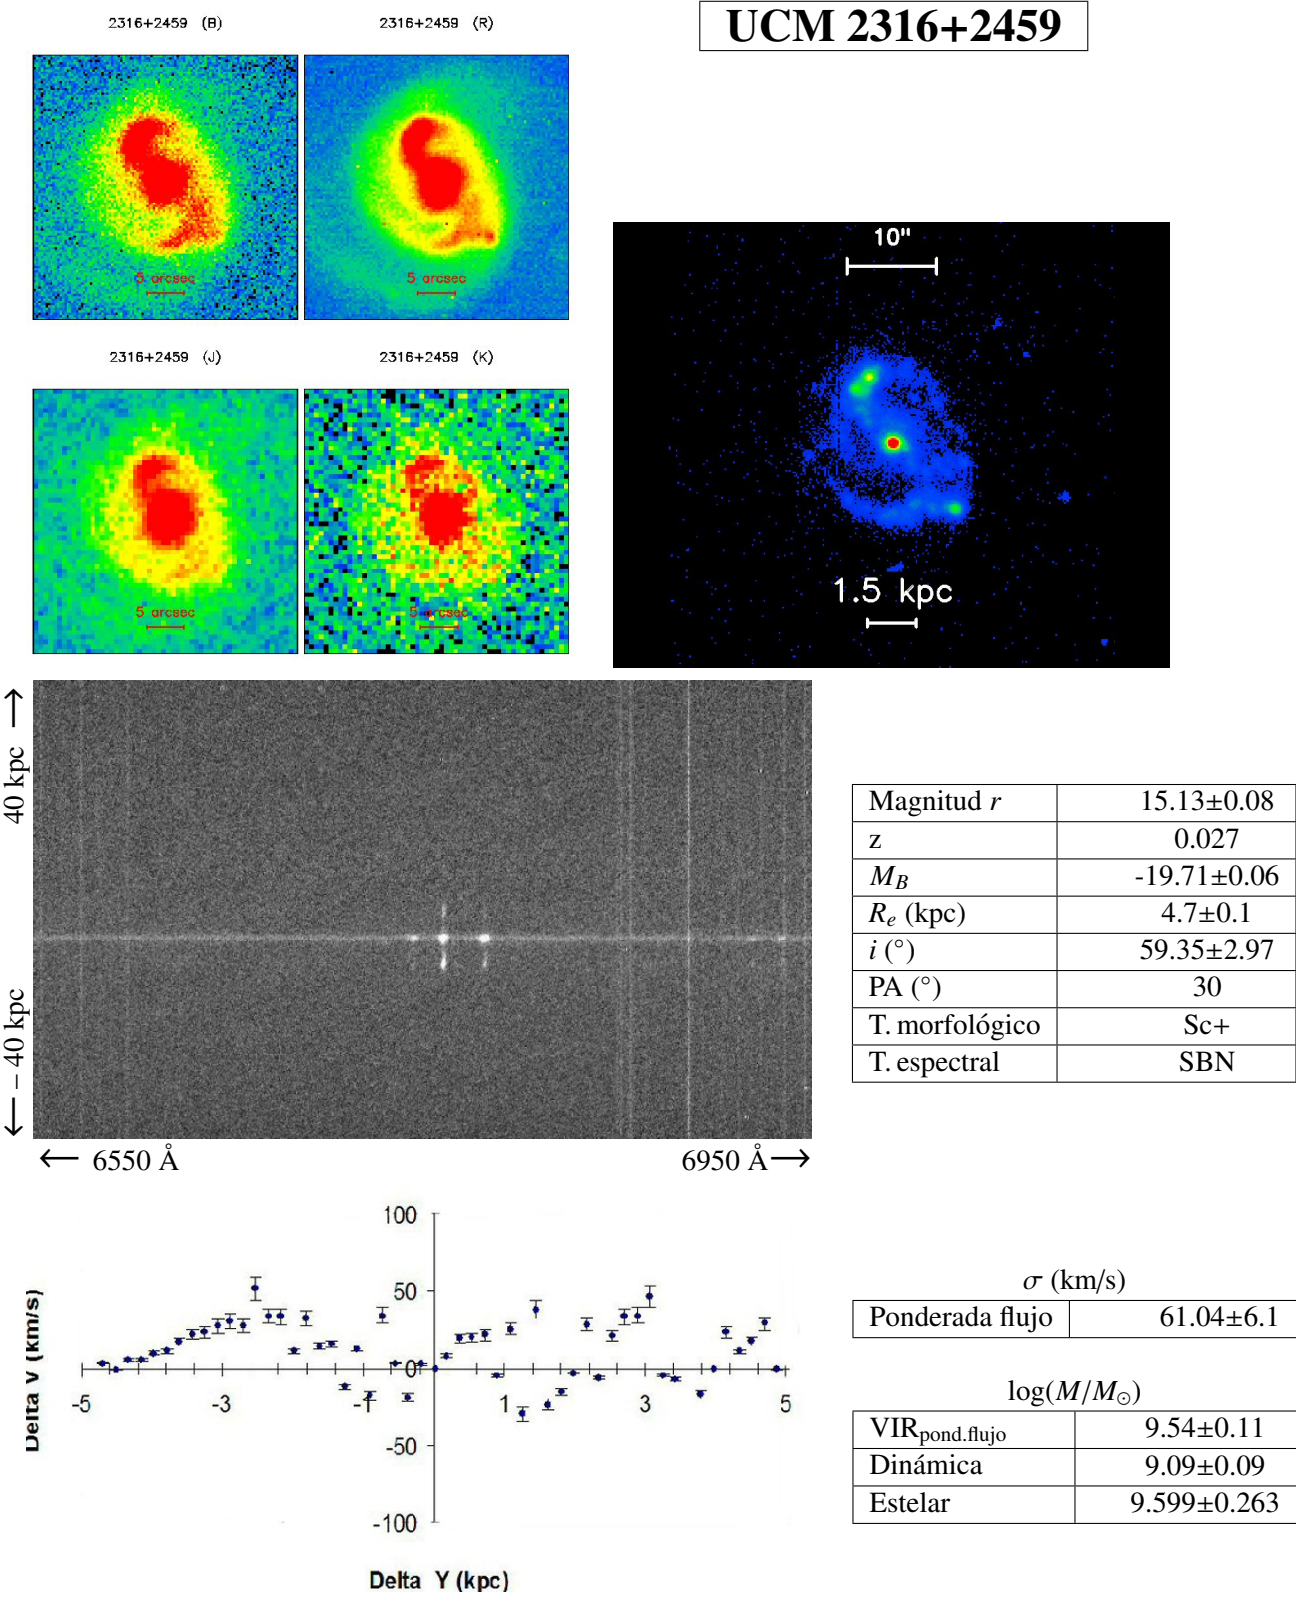 2316+2459 (B)
2316+2459 (R)
UCM 2316+2459
5 arcsec
5 arcsec
10"
2316+2459 (J)
2316+2459 (K)
5 arcsec
5 arcsec
1.5 kpc
40 kpc →
← – 40 kpc
← 6550 Å
6950 Å →
Magnitud r 15.13±0.08
z 0.027
M_B -19.71±0.06
R_e (kpc) 4.7±0.1
i (°) 59.35±2.97
PA (°) 30
T. morfológico Sc+
T. espectral SBN
Delta V (km/s)
100
50
0
-50
-100
-5 -3 -1 1 3 5
Delta Y (kpc)
σ (km/s)
Ponderada flujo 61.04±6.1
log(M/M⊙)
VIR pond.flujo 9.54±0.11
Dinámica 9.09±0.09
Estelar 9.599±0.263